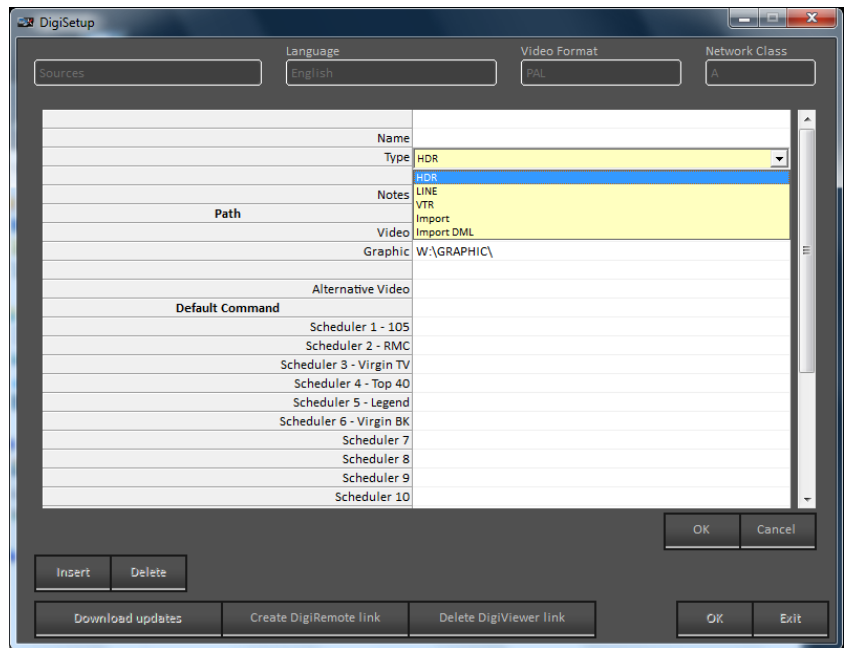 DigiSetup
Language Video Format Network Class
Sources English PAL A
Name
Type HDR
HDR
Notes LINE
VTR
Path
Import
Video Import DML
Graphic W:\GRAPHIC\
Alternative Video
Default Command
Scheduler 1 - 105
Scheduler 2 - RMC
Scheduler 3 - Virgin TV
Scheduler 4 - Top 40
Scheduler 5 - Legend
Scheduler 6 - Virgin BK
Scheduler 7
Scheduler 8
Scheduler 9
Scheduler 10
OK Cancel
Insert Delete
Download updates Create DigiRemote link Delete DigiViewer link OK Exit